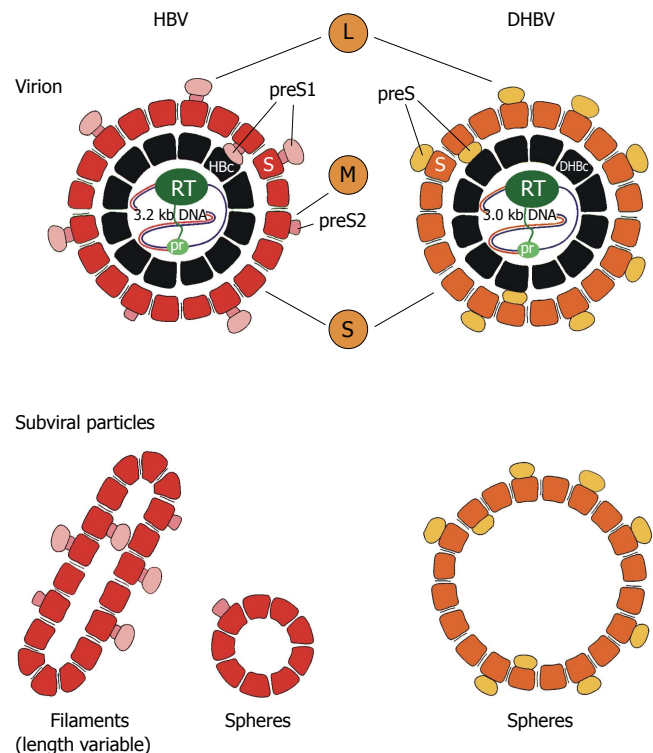 HBV
DHBV
L
Virion
preS1
preS
HBc
S
S
DHBc
M
RT
RT
3.2 kb DNA
3.0 kb DNA
preS2
pr
pr
S
Subviral particles
Filaments
(length variable)
Spheres
Spheres